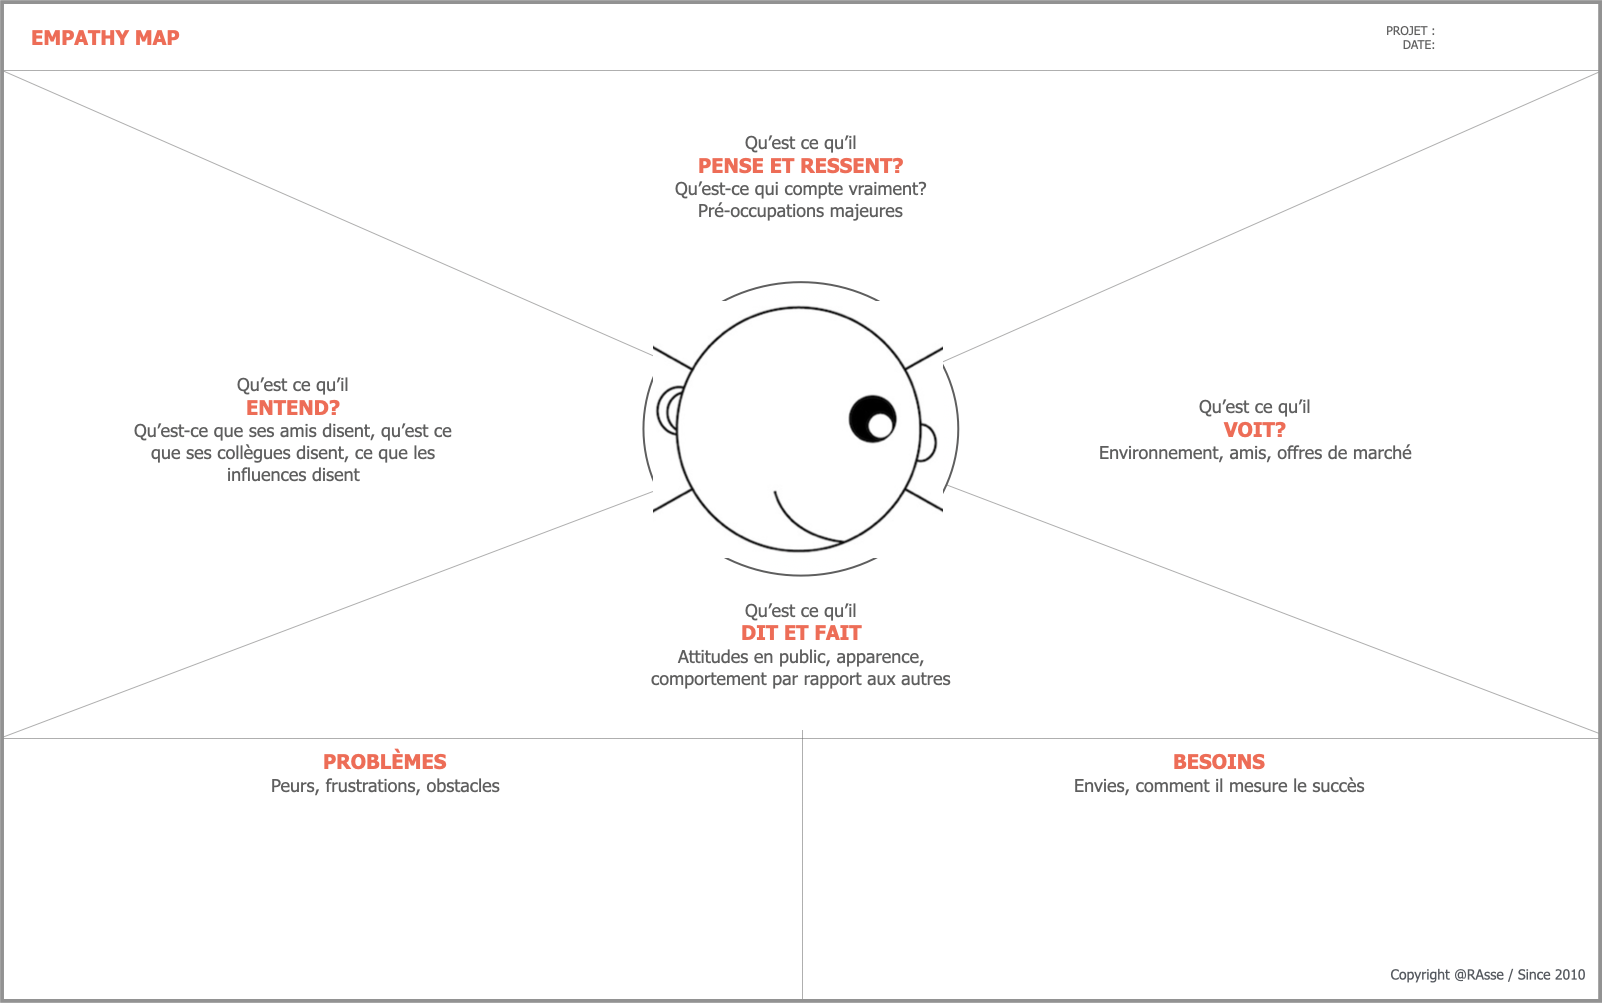 EMPATHY MAP
PROJET :
DATE:
Qu’est ce qu’il
PENSE ET RESSENT?
Qu’est-ce qui compte vraiment?
Pré-occupations majeures
Qu’est ce qu’il
ENTEND?
Qu’est-ce que ses amis disent, qu’est ce
que ses collègues disent, ce que les
influences disent
Qu’est ce qu’il
VOIT?
Environnement, amis, offres de marché
Qu’est ce qu’il
DIT ET FAIT
Attitudes en public, apparence,
comportement par rapport aux autres
PROBLÈMES
Peurs, frustrations, obstacles
BESOINS
Envies, comment il mesure le succès
Copyright @RAsse / Since 2010